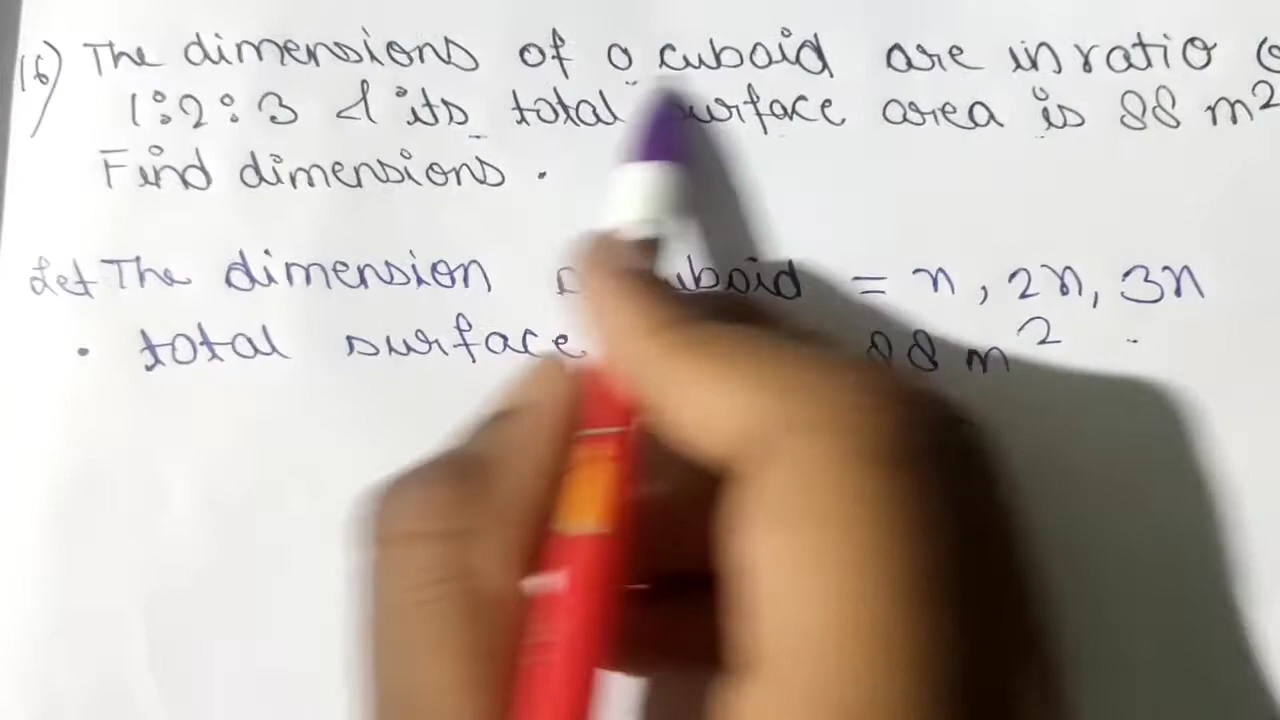 16) The dimensions of a cuboid are in ratio
1:2:3 & its total surface area is 88 m²
Find dimensions.
Let The dimension cuboid = x, 2x, 3x
• total surface 88 m²